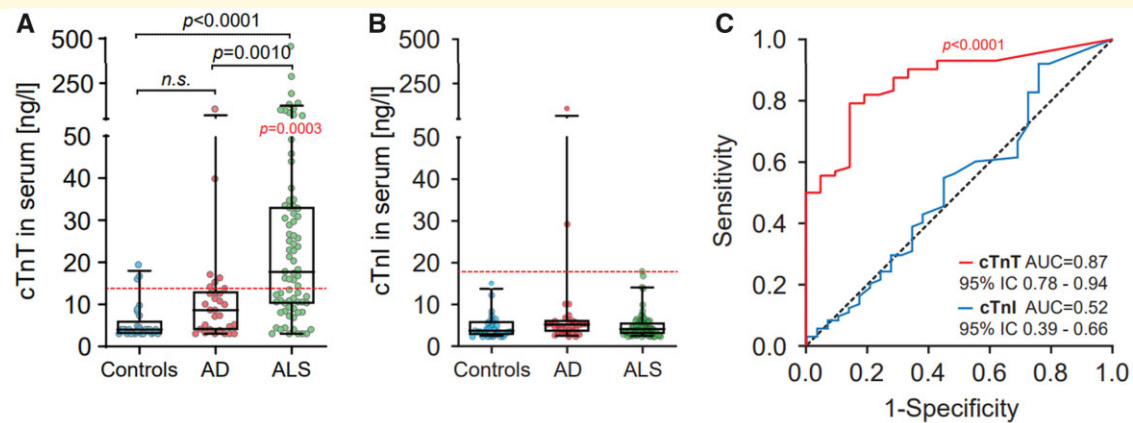 A
cTnT in serum [ng/l]
500
250
50
40
30
20
10
0
p<0.0001
p=0.0010
n.s.
p=0.0003
Controls AD ALS
B
cTnI in serum [ng/l]
500
250
50
40
30
20
10
0
Controls AD ALS
C
Sensitivity
1.0
0.8
0.6
0.4
0.2
0.0
p<0.0001
cTnT AUC=0.87
95% IC 0.78 - 0.94
cTnI AUC=0.52
95% IC 0.39 - 0.66
0.0 0.2 0.4 0.6 0.8 1.0
1-Specificity